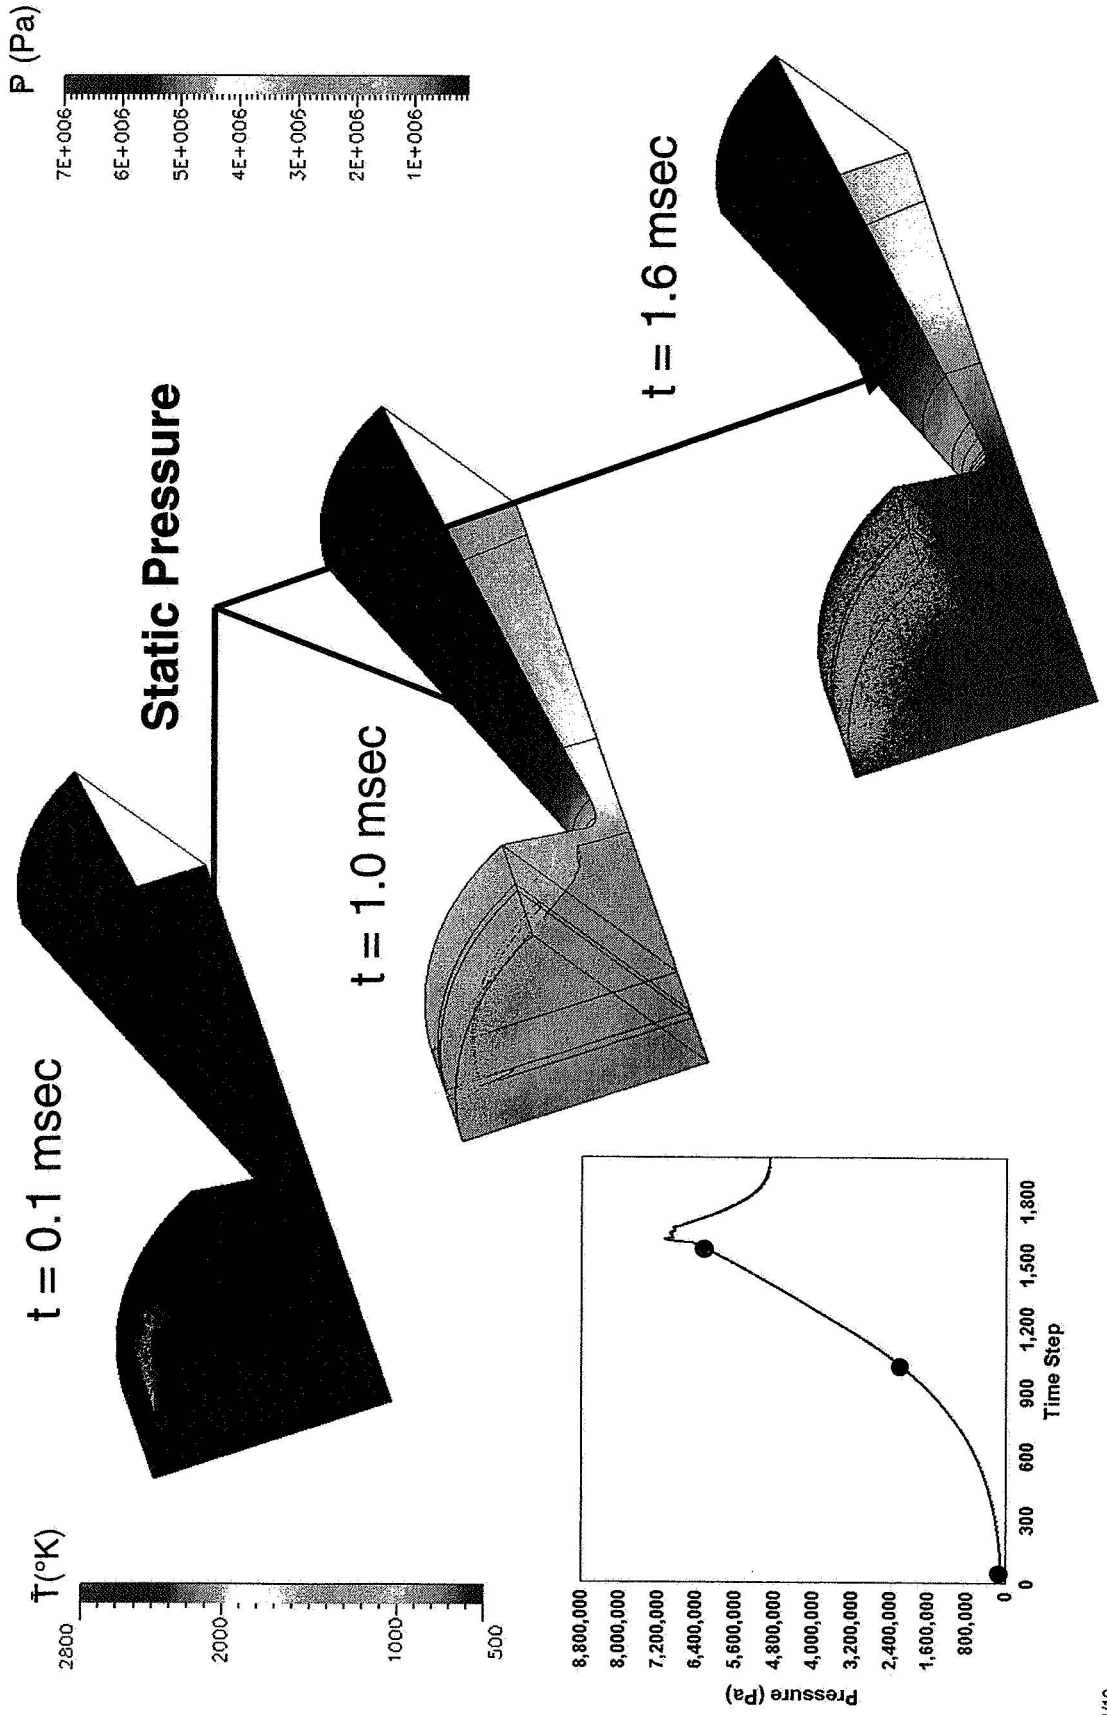 P (Pa)
7E+006
6E+006
5E+006
4E+006
3E+006
2E+006
1E+006
Static Pressure
t = 0.1 msec
t = 1.0 msec
t = 1.6 msec
T(°K)
2800
2000
1000
500
Pressure (Pa)
8,800,000
8,000,000
7,200,000
6,400,000
5,600,000
4,800,000
4,000,000
3,200,000
2,400,000
1,600,000
800,000
0
0 300 600 900 1,200 1,500 1,800
Time Step